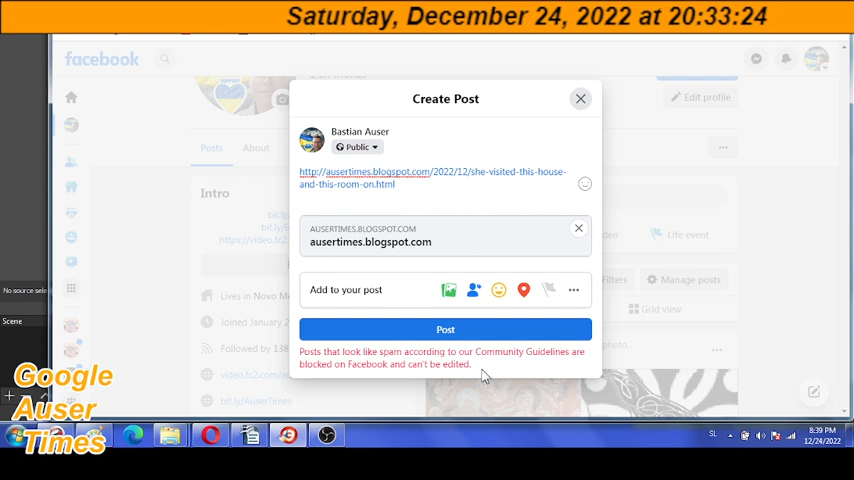 Saturday, December 24, 2022 at 20:33:24
facebook
Edit profile
Create Post
Bastian Auser
Public
http://ausertimes.blogspot.com/2022/12/she-visited-this-house-
and-this-room-on.html
AUSERTIMES.BLOGSPOT.COM
ausertimes.blogspot.com
Add to your post
Post
Posts that look like spam according to our Community Guidelines are
blocked on Facebook and can't be edited.
Posts
About
Intro
Life event
Filters
Manage posts
Grid view
photo.
Lives in Novo M
Joined January
Followed by 138
bit.ly/AuserTimes
No source sele
Scene
Google
Auser
Times
SL
8:39 PM
12/24/2022